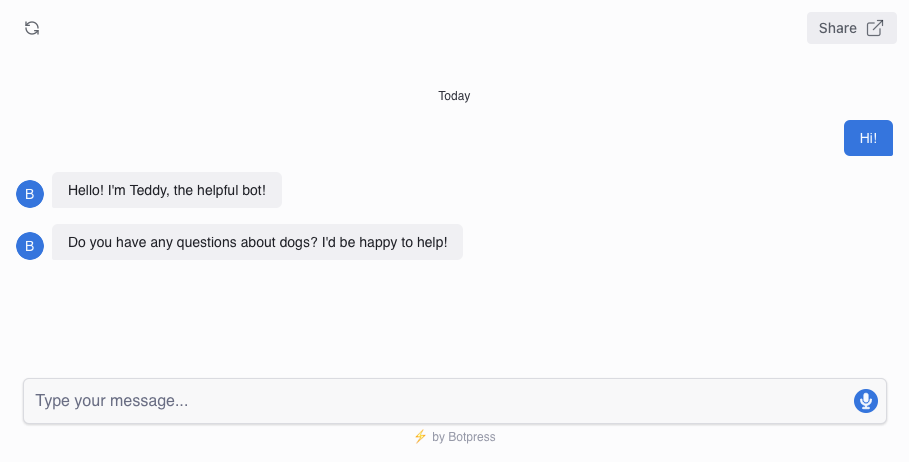 Share
Today
Hi!
B
Hello! I'm Teddy, the helpful bot!
B
Do you have any questions about dogs? I'd be happy to help!
Type your message...
⚡ by Botpress